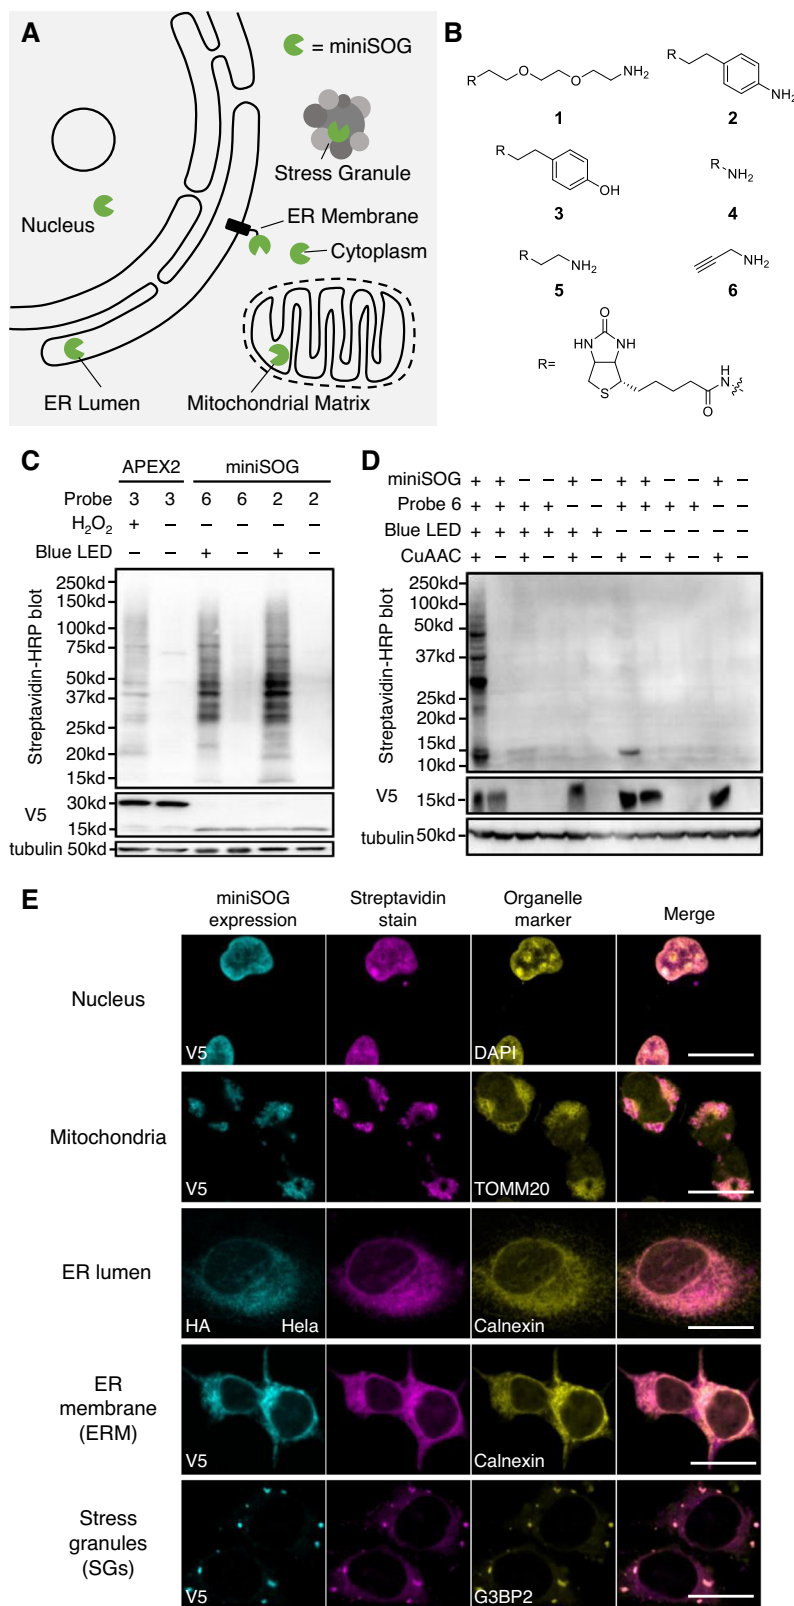 A
= miniSOG
Stress Granule
Nucleus
ER Membrane
Cytoplasm
ER Lumen
Mitochondrial Matrix
B
R
O
O
NH2
1
R
NH2
2
R
OH
3
R
NH2
4
R
NH2
5
NH2
6
R=
O
HN
NH
S
O
H
N
C
APEX2
miniSOG
Probe 3 3 6 6 2 2
H2O2 + – – – – –
Blue LED – – + – + –
Streptavidin-HRP blot
250kd
150kd
100kd
75kd
50kd
37kd
25kd
20kd
15kd
V5
30kd
15kd
tubulin 50kd
D
miniSOG + + – – + – + + – – + –
Probe 6 + + + + – – + + + + – –
Blue LED + + + + + + – – – – – –
CuAAC + – + – + – + – + – + –
Streptavidin-HRP blot
250kd
100kd
50kd
37kd
25kd
20kd
15kd
10kd
V5
15kd
tubulin 50kd
E
miniSOG
expression
Streptavidin
stain
Organelle
marker
Merge
Nucleus
V5
DAPI
Mitochondria
V5
TOMM20
ER lumen
HA
Hela
Calnexin
ER
membrane
(ERM)
V5
Calnexin
Stress
granules
(SGs)
V5
G3BP2